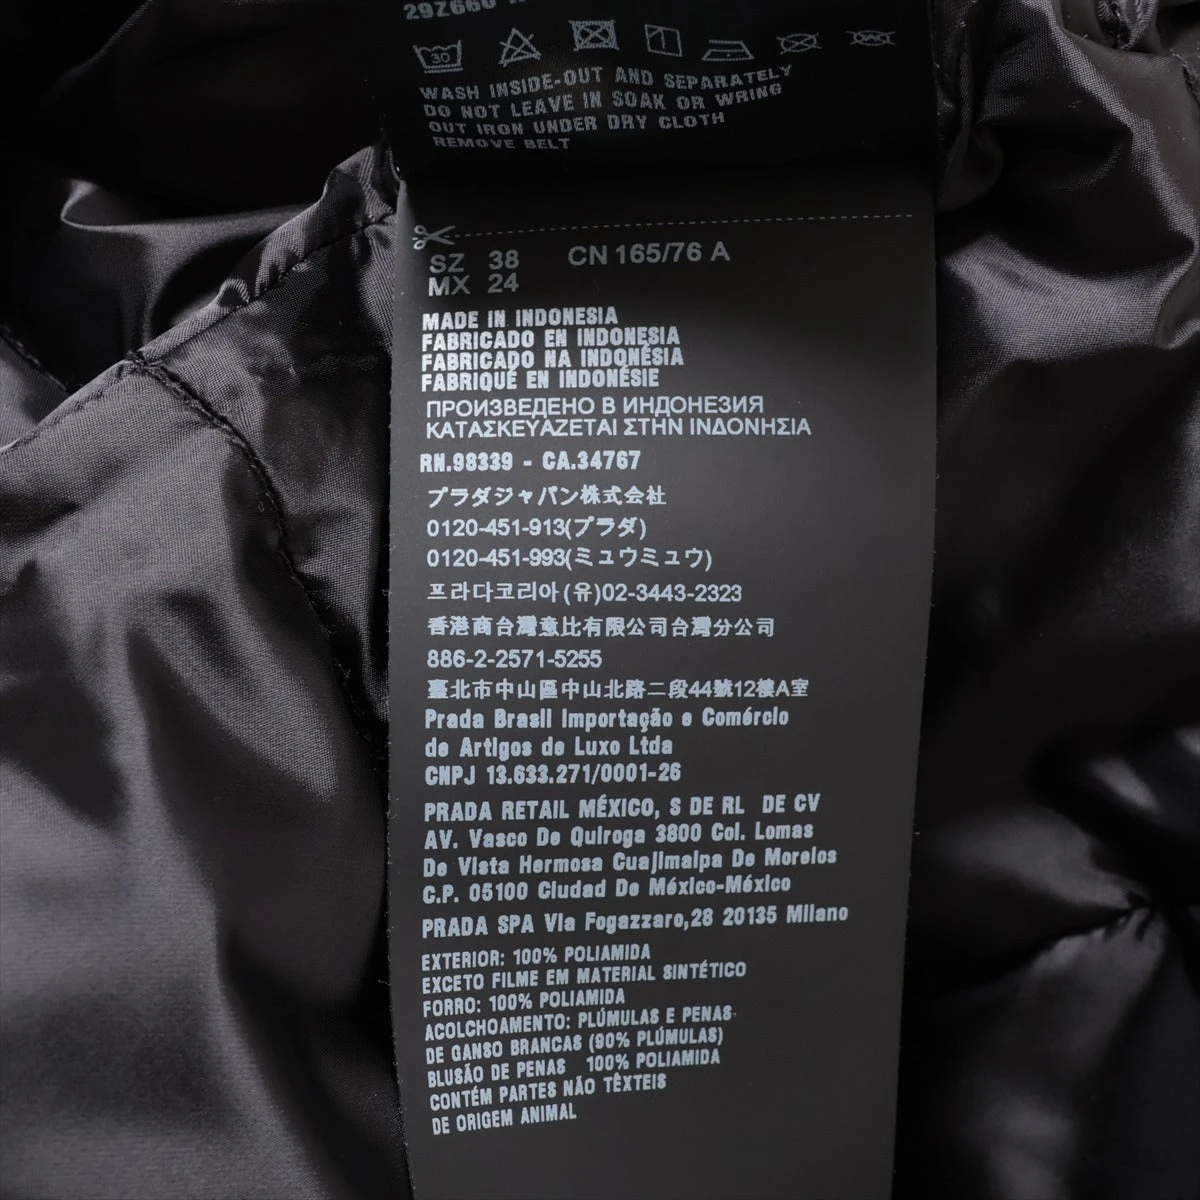 29Z660
30
WASH INSIDE-OUT AND SEPARATELY
DO NOT LEAVE IN SOAK OR WRING
OUT IRON UNDER DRY CLOTH
REMOVE BELT
SZ 38 CN 165/76 A
MX 24
MADE IN INDONESIA
FABRICADO EN INDONESIA
FABRICADO NA INDONÉSIA
FABRIQUÉ EN INDONÉSIE
ПРОИЗВЕДЕНО В ИНДОНЕЗИЯ
ΚΑΤΑΣΚΕΥΑΖΕΤΑΙ ΣΤΗΝ ΙΝΔΟΝΗΣΙΑ
RN.98339 - CA.34767
プラダジャパン株式会社
0120-451-913(プラダ)
0120-451-993(ミュウミュウ)
프라다코리아(유)02-3443-2323
香港商台灣意比有限公司台灣分公司
886-2-2571-5255
臺北市中山區中山北路二段44號12樓A室
Prada Brasil Importação e Comércio
de Artigos de Luxo Ltda
CNPJ 13.633.271/0001-26
PRADA RETAIL MÉXICO, S DE RL DE CV
AV. Vasco De Quiroga 3800 Col. Lomas
De Vista Hermosa Cuajimalpa De Morelos
C.P. 05100 Ciudad De México-México
PRADA SPA Via Fogazzaro,28 20135 Milano
EXTERIOR: 100% POLIAMIDA
EXCETO FILME EM MATERIAL SINTÉTICO
FORRO: 100% POLIAMIDA
ACOLCHOAMENTO: PLÚMULAS E PENAS
DE GANSO BRANCAS (90% PLÚMULAS)
BLUSÃO DE PENAS 100% POLIAMIDA
CONTÉM PARTES NÃO TÊXTEIS
DE ORIGEM ANIMAL